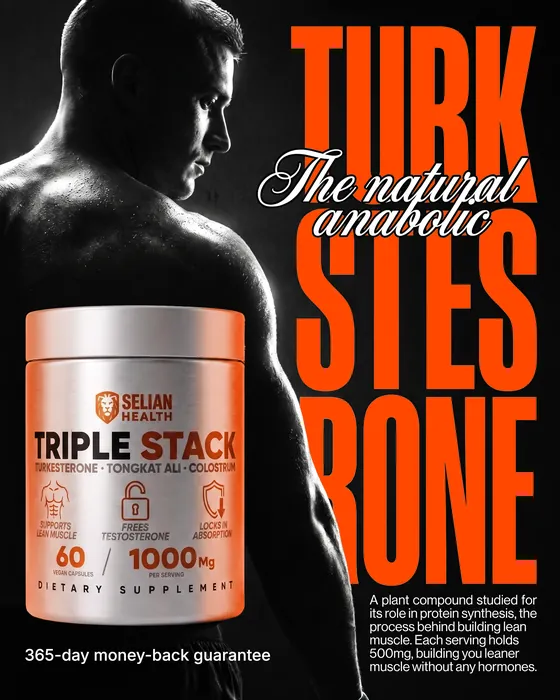 TURK
The natural
anabolic
STES
RONE
SELIAN
HEALTH
TRIPLE STACK
TURKESTERONE · TONGKAT ALI · COLOSTRUM
SUPPORTS
LEAN MUSCLE
FREES
TESTOSTERONE
LOCKS IN
ABSORPTION
60
VEGAN CAPSULES
/
1000Mg
PER SERVING
DIETARY SUPPLEMENT
365-day money-back guarantee
A plant compound studied for
its role in protein synthesis, the
process behind building lean
muscle. Each serving holds
500mg, building you leaner
muscle without any hormones.